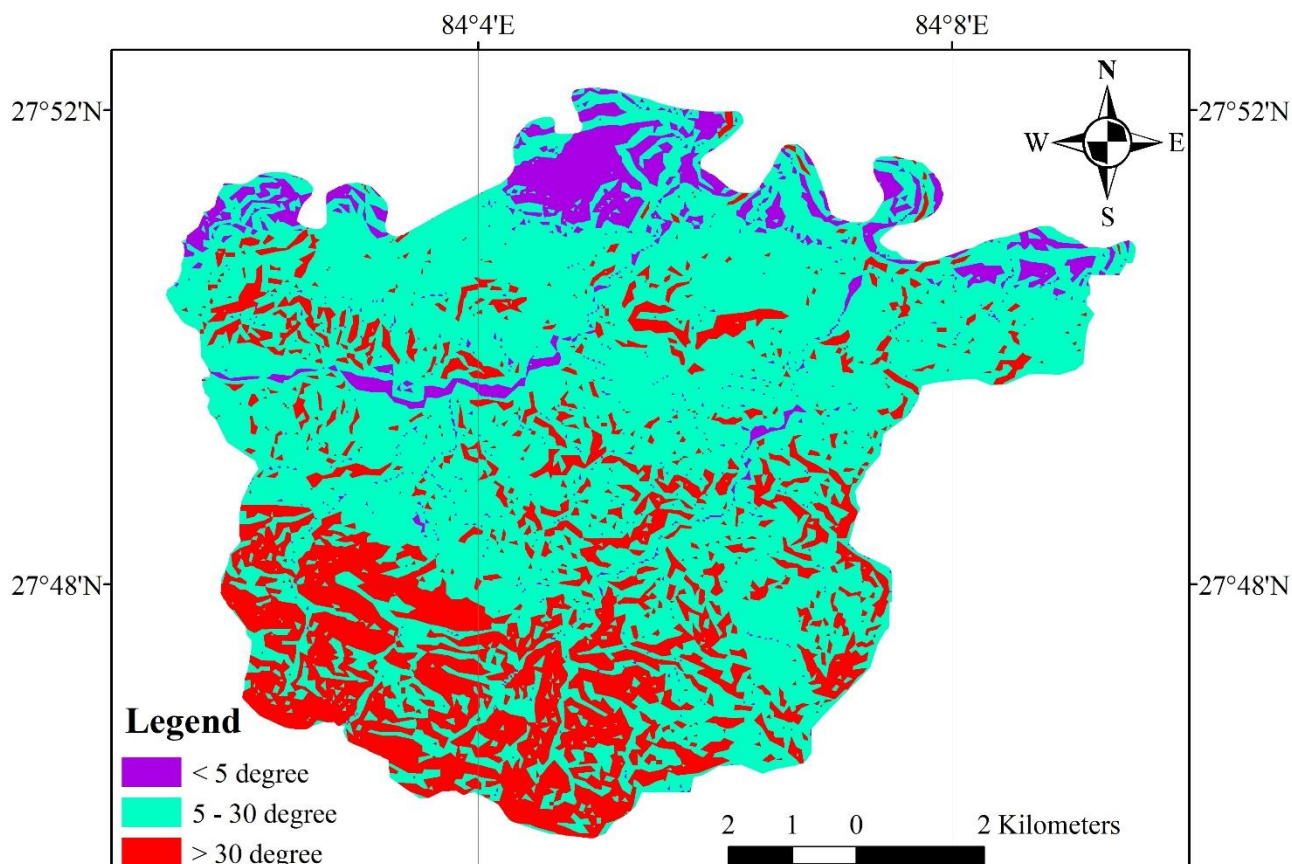 84°4'E 84°8'E
27°52'N 27°52'N
N
W E
S
27°48'N 27°48'N
Legend
< 5 degree
5 - 30 degree
> 30 degree
2 1 0 2 Kilometers